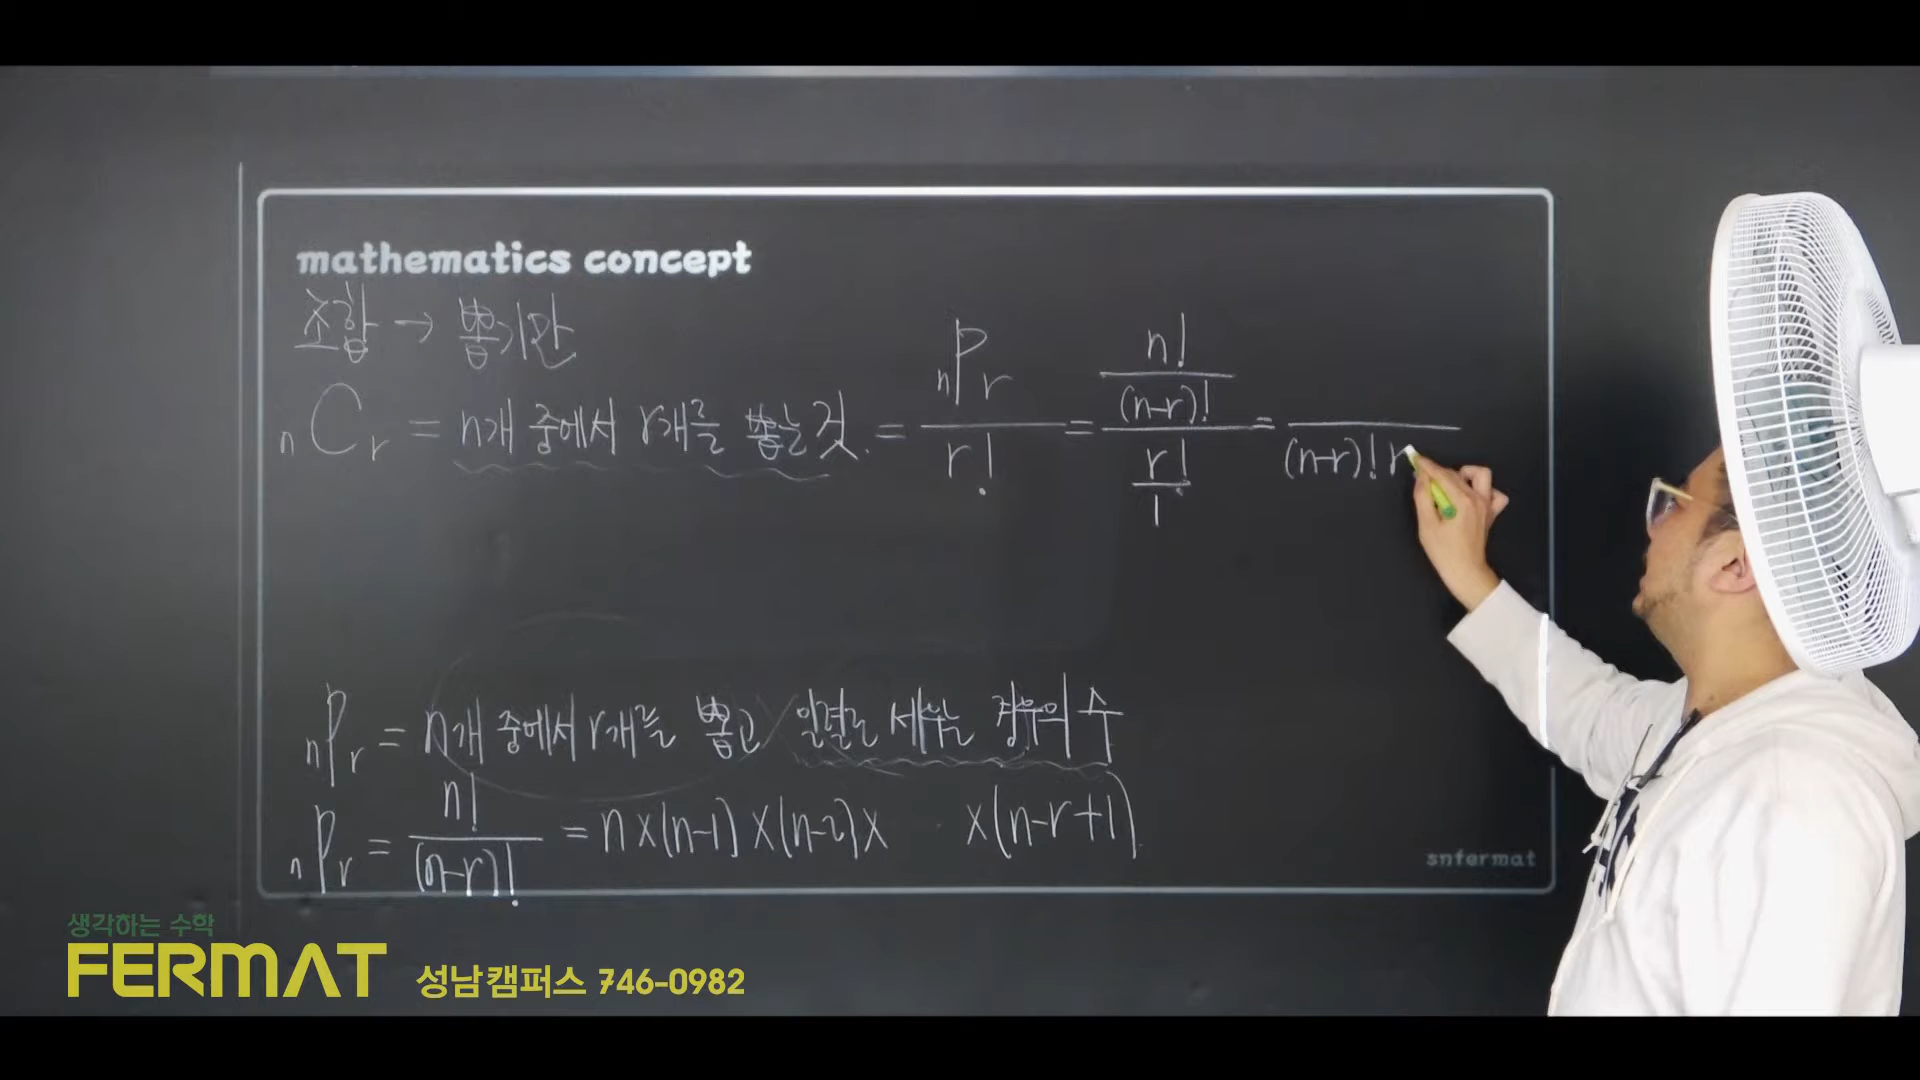 mathematics concept
조합 → 뽑기만
nCr = n개 중에서 r개를 뽑는 것. = nPr / r! = (n! / (n-r)!) / (r! / 1) = / (n-r)! r
nPr = n개 중에서 r개를 뽑고 일렬로 세우는 경우의 수
nPr = n! / (n-r)! = n×(n-1)×(n-2)× ×(n-r+1)
snfermat
생각하는 수학
FERMAT 성남캠퍼스 746-0982